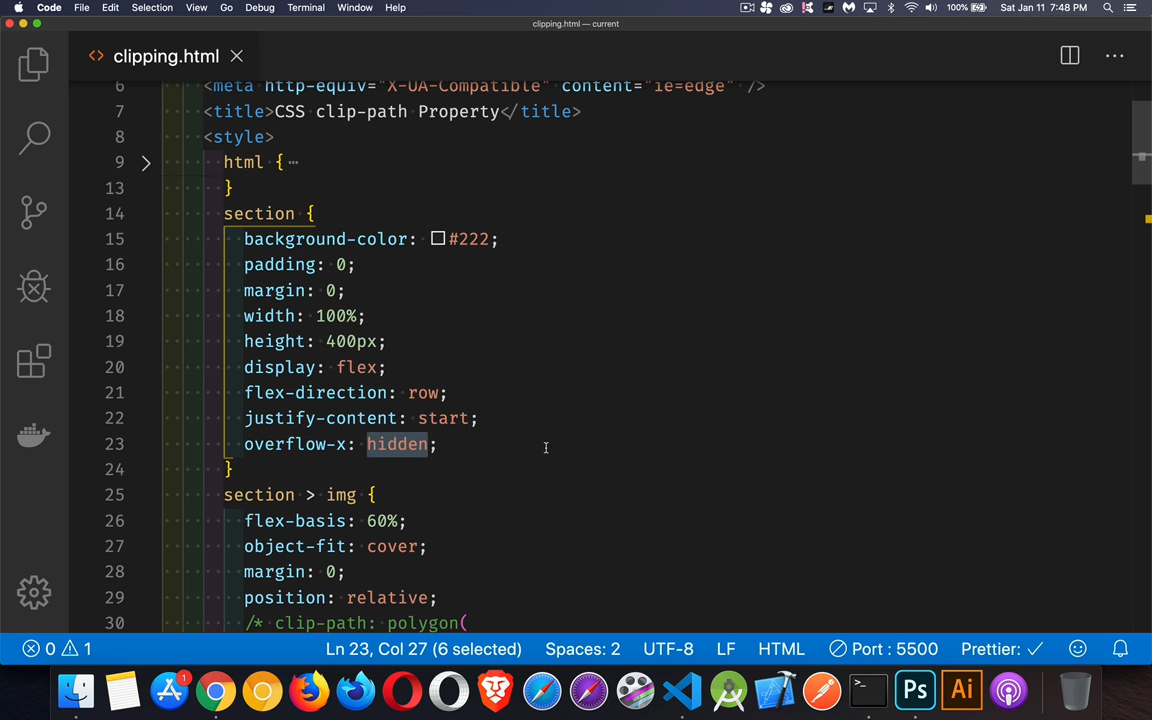 Code File Edit Selection View Go Debug Terminal Window Help 100% Sat Jan 11 7:48 PM
clipping.html — current
<> clipping.html
6 <meta http-equiv="X-UA-Compatible" content="ie=edge" />
7 <title>CSS clip-path Property</title>
8 <style>
9 html {
13 }
14 section {
15 background-color: #222;
16 padding: 0;
17 margin: 0;
18 width: 100%;
19 height: 400px;
20 display: flex;
21 flex-direction: row;
22 justify-content: start;
23 overflow-x: hidden;
24 }
25 section > img {
26 flex-basis: 60%;
27 object-fit: cover;
28 margin: 0;
29 position: relative;
30 /* clip-path: polygon(
0 1 Ln 23, Col 27 (6 selected) Spaces: 2 UTF-8 LF HTML Port : 5500 Prettier: ✓
1 >_ Ps Ai